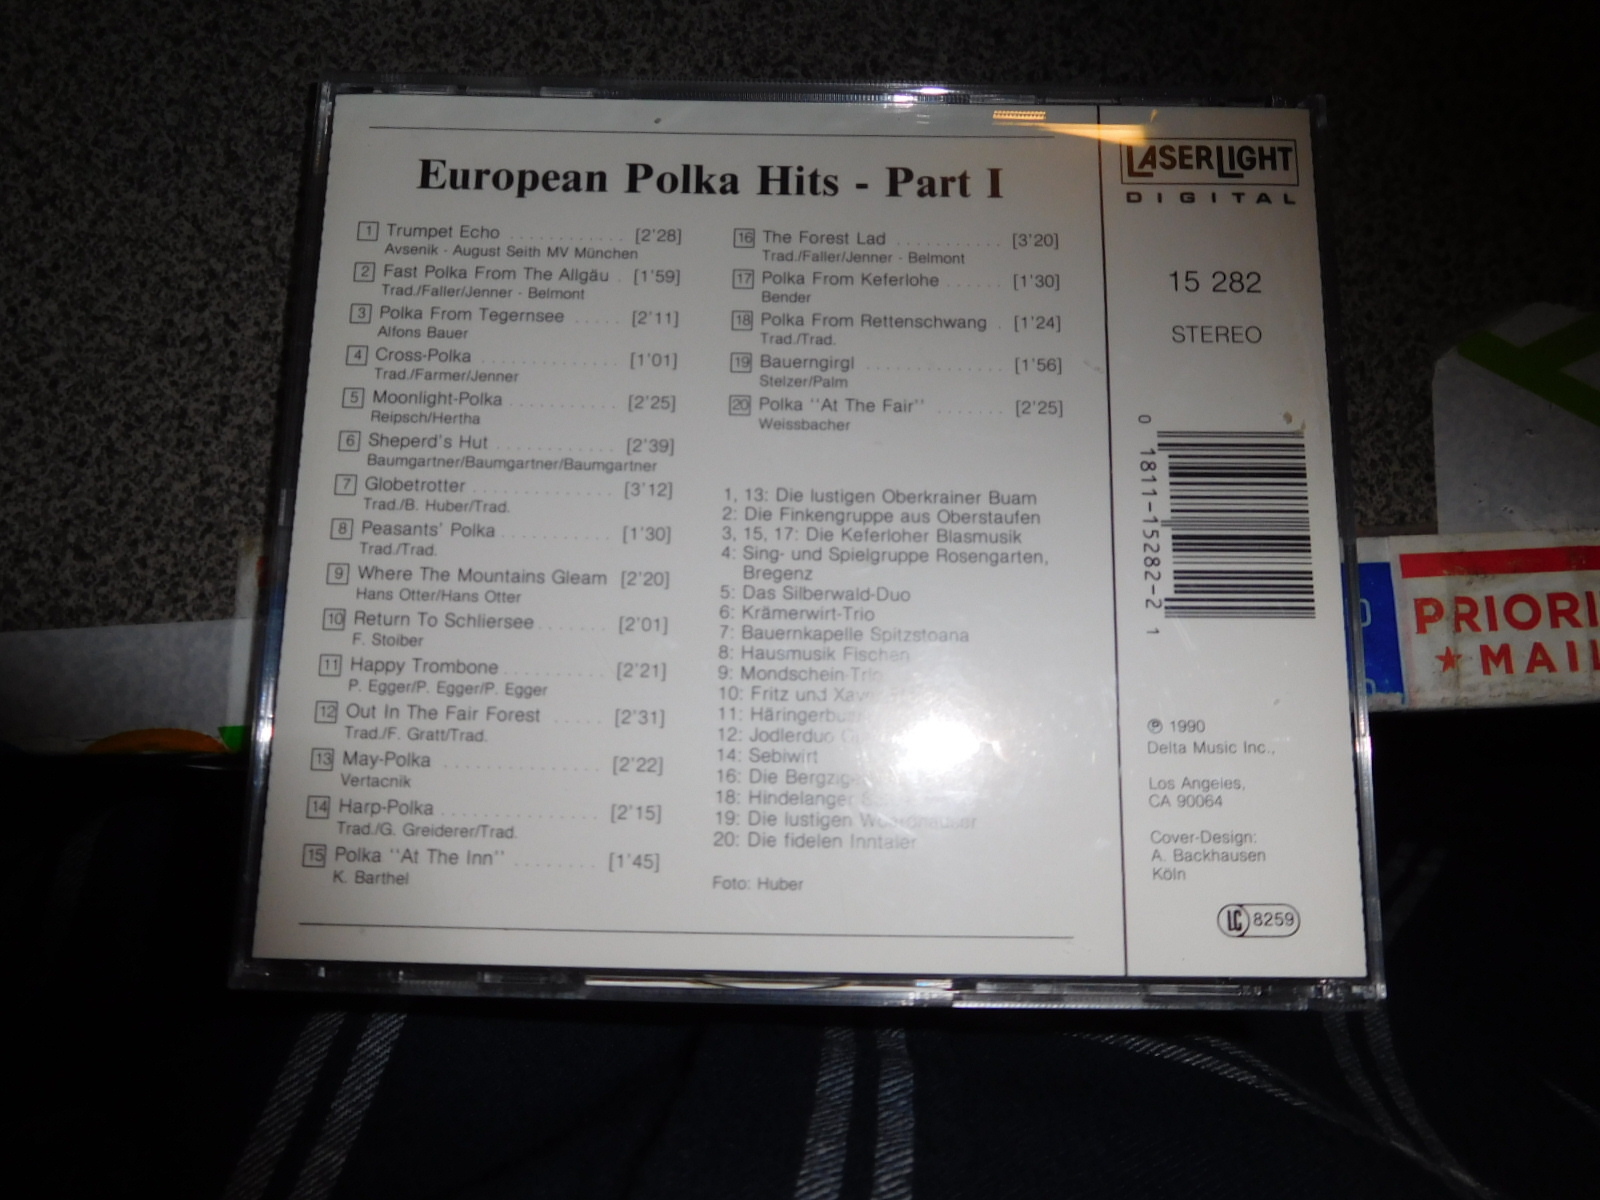 European Polka Hits - Part I
1 Trumpet Echo ............ [2'28]
Avsenik - August Seith MV München
2 Fast Polka From The Allgäu . [1'59]
Trad./Faller/Jenner - Belmont
3 Polka From Tegernsee ..... [2'11]
Alfons Bauer
4 Cross-Polka .............. [1'01]
Trad./Farmer/Jenner
5 Moonlight-Polka ........... [2'25]
Reipsch/Hertha
6 Sheperd's Hut ............ [2'39]
Baumgartner/Baumgartner/Baumgartner
7 Globetrotter .............. [3'12]
Trad./B. Huber/Trad.
8 Peasants' Polka ........... [1'30]
Trad./Trad.
9 Where The Mountains Gleam [2'20]
Hans Otter/Hans Otter
10 Return To Schliersee ....... [2'01]
F. Stoiber
11 Happy Trombone .......... [2'21]
P. Egger/P. Egger/P. Egger
12 Out In The Fair Forest ..... [2'31]
Trad./F. Gratt/Trad.
13 May-Polka ............... [2'22]
Vertacnik
14 Harp-Polka ............... [2'15]
Trad./G. Greiderer/Trad.
15 Polka "At The Inn" ........ [1'45]
K. Barthel
16 The Forest Lad ........... [3'20]
Trad./Faller/Jenner - Belmont
17 Polka From Keferlohe ...... [1'30]
Bender
18 Polka From Rettenschwang . [1'24]
Trad./Trad.
19 Bauerngirgl .............. [1'56]
Stelzer/Palm
20 Polka "At The Fair" ....... [2'25]
Weissbacher
1, 13: Die lustigen Oberkrainer Buam
2: Die Finkengruppe aus Oberstaufen
3, 15, 17: Die Keferloher Blasmusik
4: Sing- und Spielgruppe Rosengarten,
Bregenz
5: Das Silberwald-Duo
6: Krämerwirt-Trio
7: Bauernkapelle Spitzstoana
8: Hausmusik Fischen
9: Mondschein-Trio
10: Fritz und
11:
12: Jodlerduo
14: Sebiwirt
16: Die
18: Hindelanger
19: Die lustigen
20: Die fidelen Inntaler
Foto: Huber
LASERLIGHT
DIGITAL
15 282
STEREO
0 1811-15282-2 1
℗ 1990
Delta Music Inc.,
Los Angeles,
CA 90064
Cover-Design:
A. Backhausen
Köln
LC 8259
MAIL